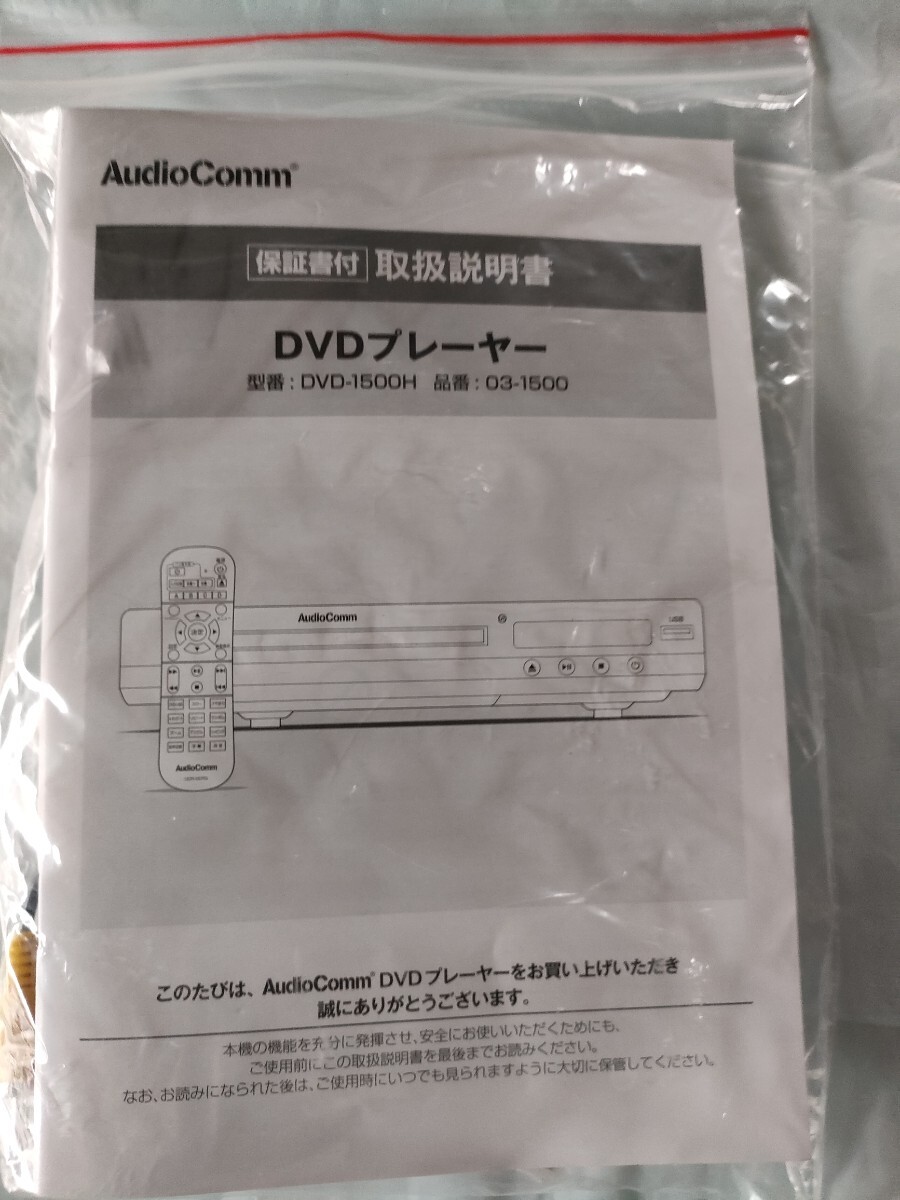 AudioComm®
保証書付 取扱説明書
DVDプレーヤー
型番：DVD-1500H 品番：03-1500
AudioComm
USB
決定
AudioComm
このたびは、AudioComm® DVDプレーヤーをお買い上げいただき
誠にありがとうございます。
本機の機能を充分に発揮させ、安全にお使いいただくためにも、
ご使用前にこの取扱説明書を最後までお読みください。
なお、お読みになられた後は、ご使用時にいつでも見られますように大切に保管してください。